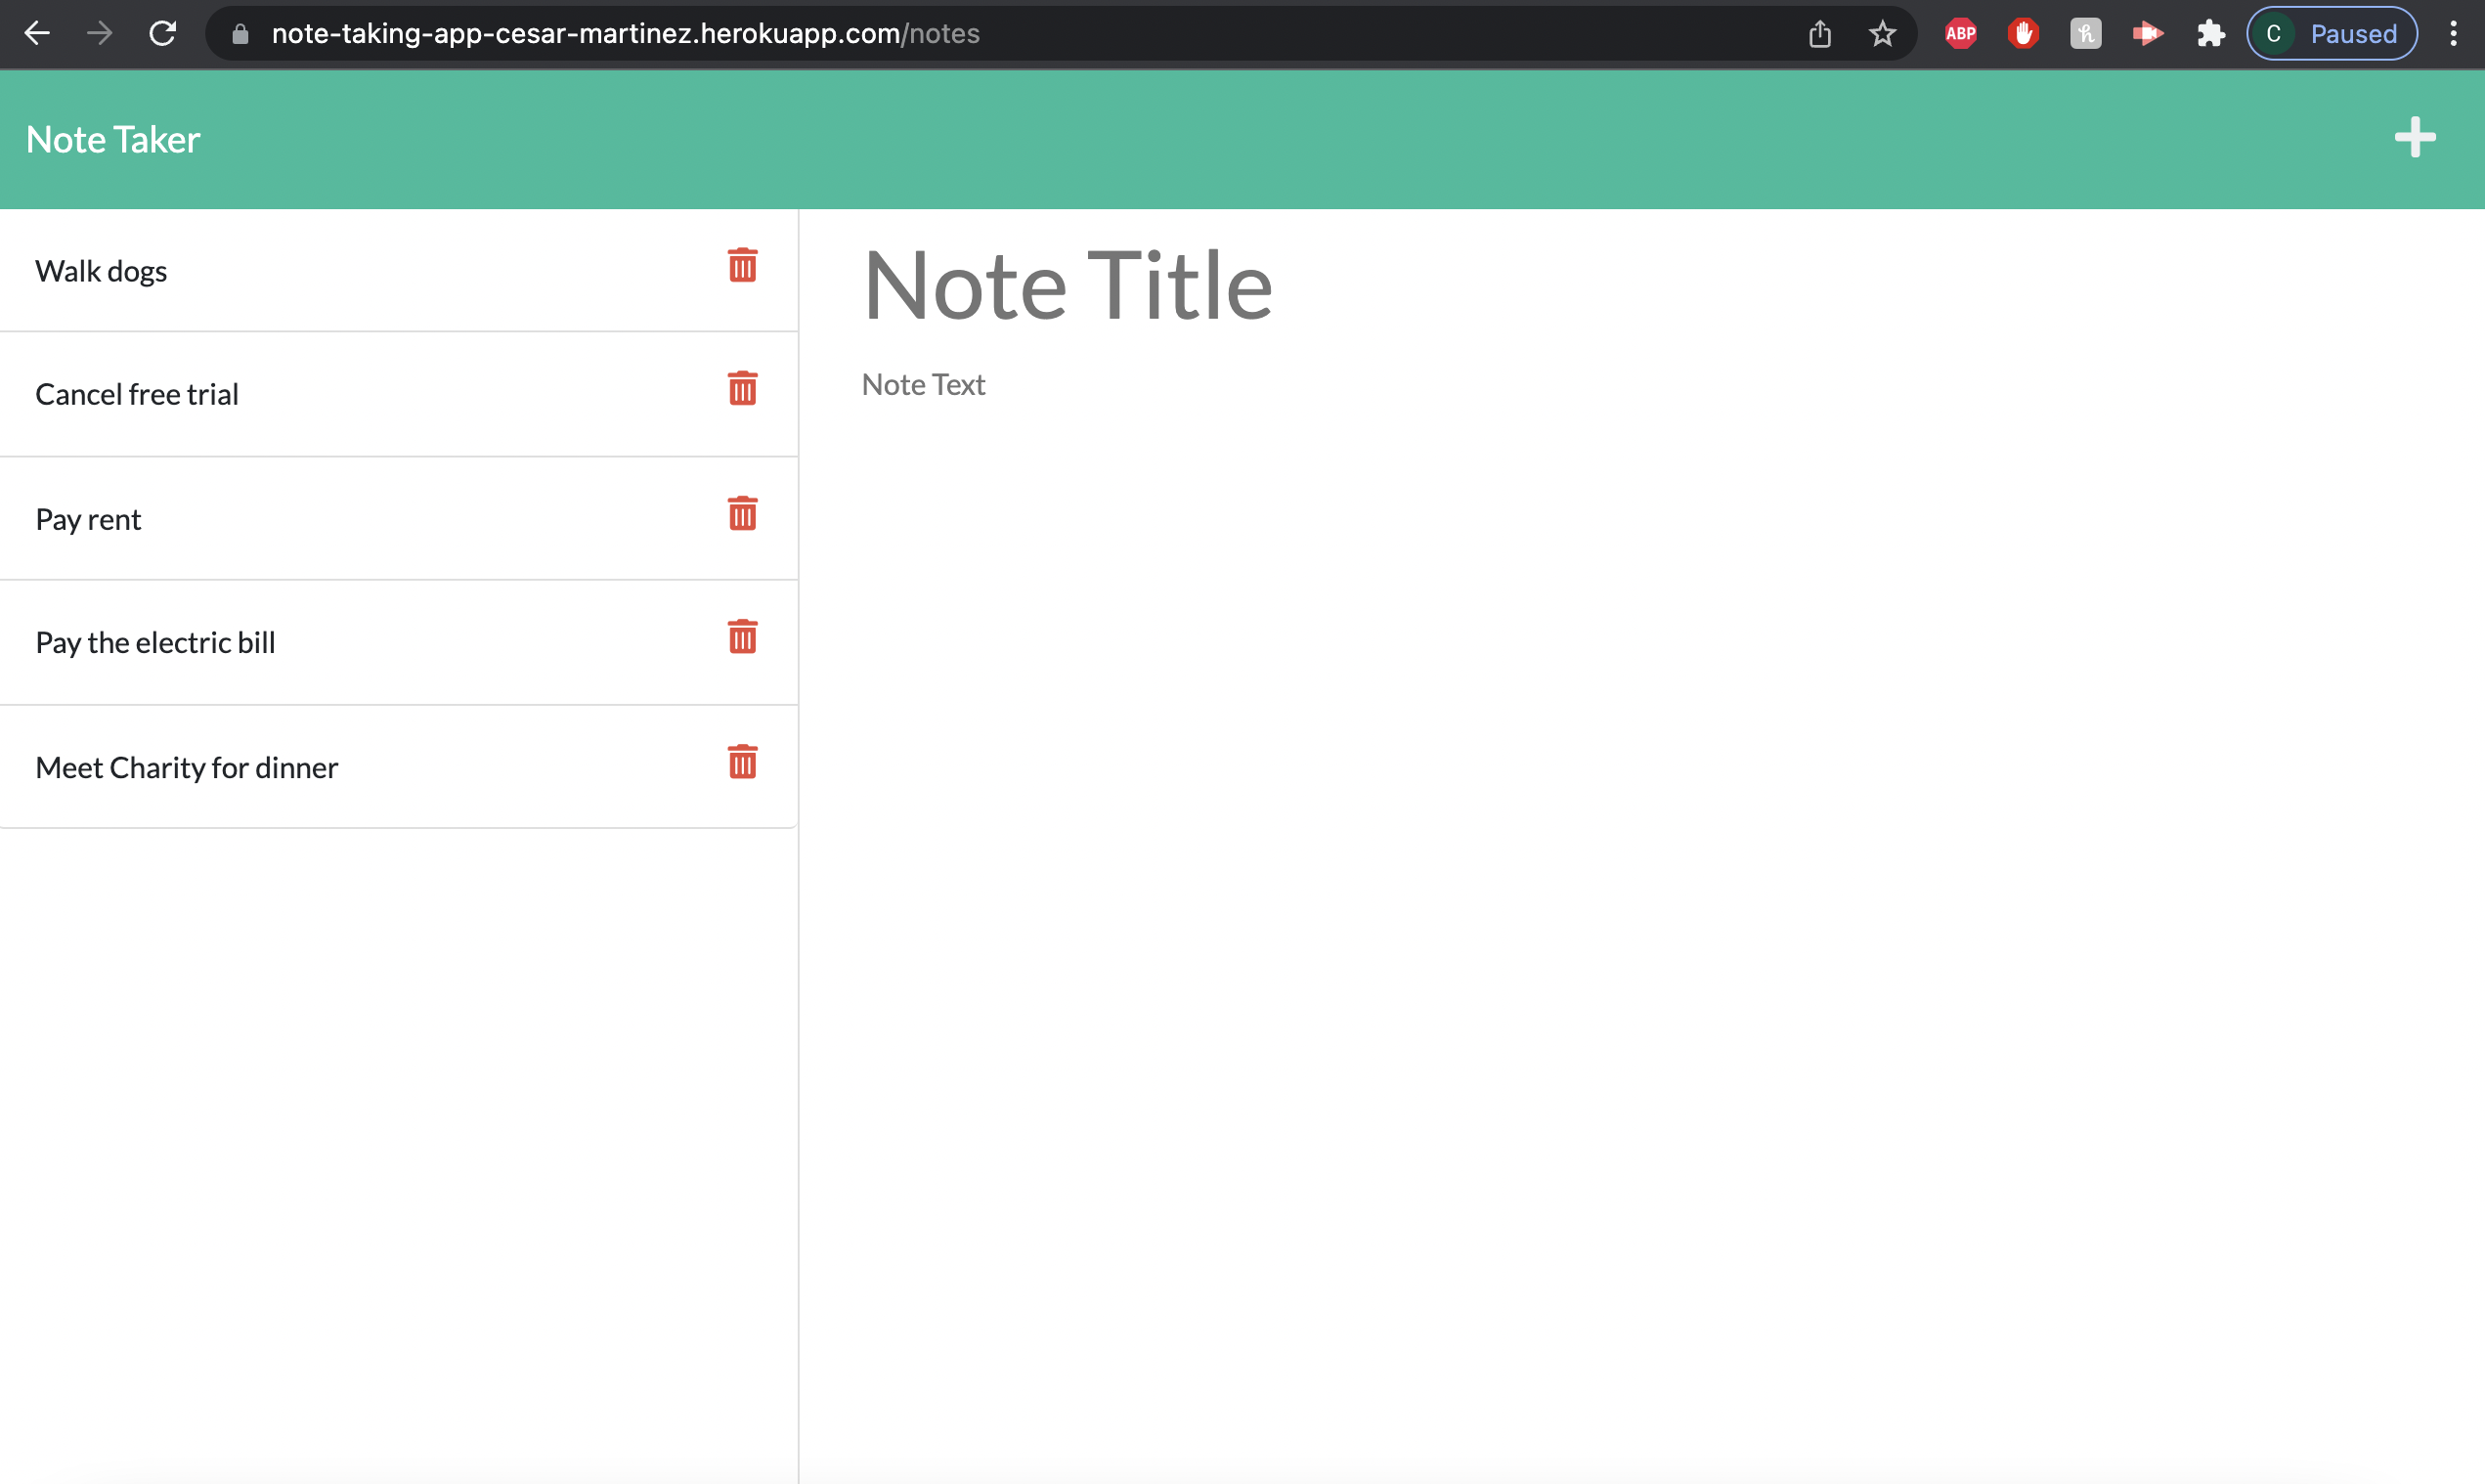 note-taking-app-cesar-martinez.herokuapp.com/notes
ABP
h
C Paused
Note Taker
Walk dogs
Cancel free trial
Pay rent
Pay the electric bill
Meet Charity for dinner
Note Title
Note Text